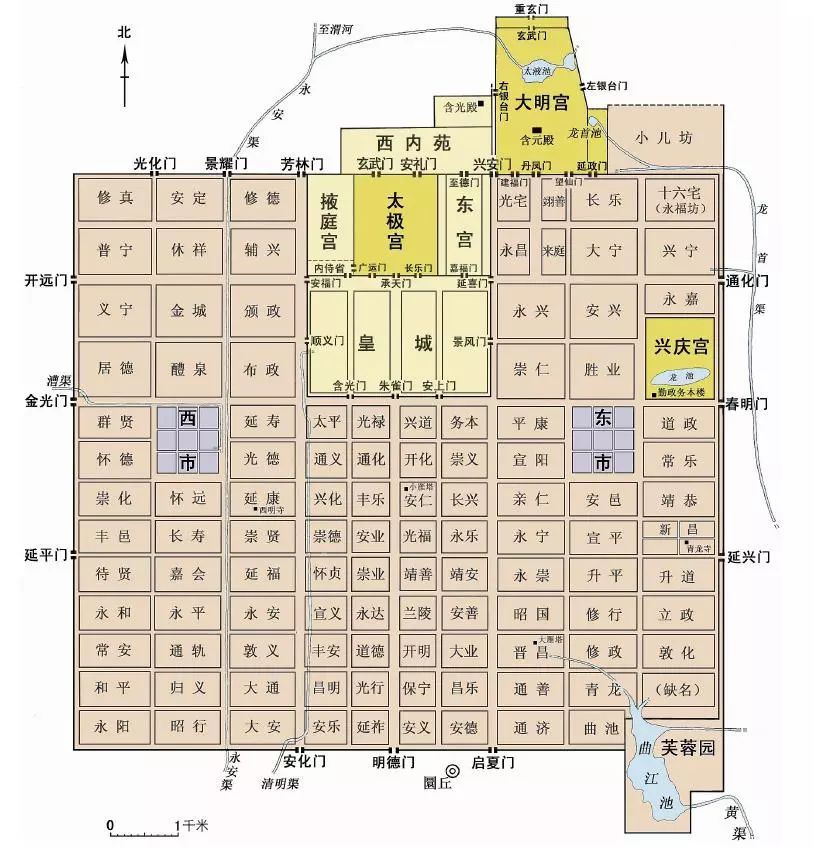 重玄门
北
至渭河
玄武门
太液池
右银台门
左银台门
永安渠
含光殿
大明宫
含元殿
龙首池
小儿坊
西内苑
光化门 景耀门 芳林门 玄武门 安礼门 兴安门 丹凤门 延政门
至德门 建福门 望仙门
修真 安定 修德 掖庭宫 太极宫 东宫 光宅 翊善 长乐 十六宅
(永福坊)
龙首渠
普宁 休祥 辅兴 永昌 来庭 大宁 兴宁
内侍省 广运门 长乐门 嘉福门
开远门 安福门 承天门 延喜门 通化门
义宁 金城 颁政 永兴 安兴 永嘉
顺义门 皇城 景凤门 兴庆宫
居德 醴泉 布政 崇仁 胜业 龙池
漕渠 含光门 朱雀门 安上门 勤政务本楼
金光门 春明门
群贤 西市 延寿 太平 光禄 兴道 务本 平康 东市 道政
怀德 光德 通义 通化 开化 崇义 宣阳 常乐
小雁塔
崇化 怀远 延康 兴化 丰乐 安仁 长兴 亲仁 安邑 靖恭
西明寺
丰邑 长寿 崇贤 崇德 安业 光福 永乐 永宁 宣平 新昌
青龙寺
延平门 延兴门
待贤 嘉会 延福 怀贞 崇业 靖善 靖安 永崇 升平 升道
永和 永平 永安 宣义 永达 兰陵 安善 昭国 修行 立政
大雁塔
常安 通轨 敦义 丰安 道德 开明 大业 晋昌 修政 敦化
和平 归义 大通 昌明 光行 保宁 昌乐 通善 青龙 (缺名)
永阳 昭行 大安 安乐 延祚 安义 安德 通济 曲池
曲江池 芙蓉园
永安渠 清明渠 安化门 明德门 启夏门
圜丘
黄渠
0 1千米